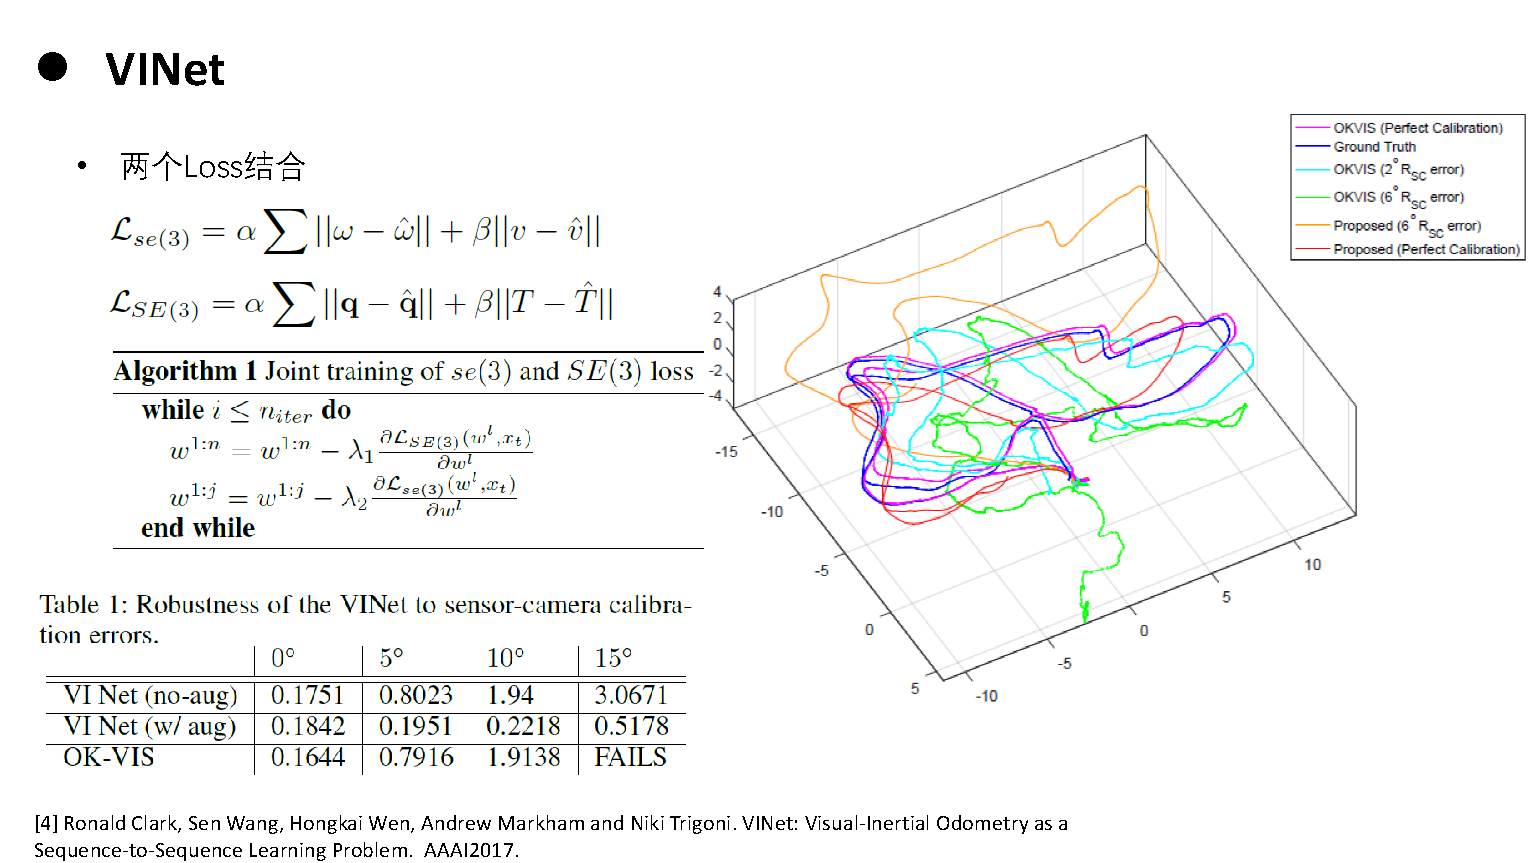 ● VINet
• 两个Loss结合
$\mathcal{L}_{se(3)} = \alpha \sum ||\omega - \hat{\omega}|| + \beta ||v - \hat{v}||$
$\mathcal{L}_{SE(3)} = \alpha \sum ||\mathbf{q} - \hat{\mathbf{q}}|| + \beta ||T - \hat{T}||$
Algorithm 1 Joint training of $se(3)$ and $SE(3)$ loss
while $i \leq n_{iter}$ do
$w^{1:n} = w^{1:n} - \lambda_1 \frac{\partial \mathcal{L}_{SE(3)}(w^l, x_t)}{\partial w^l}$
$w^{1:j} = w^{1:j} - \lambda_2 \frac{\partial \mathcal{L}_{se(3)}(w^l, x_t)}{\partial w^l}$
end while
Table 1: Robustness of the VINet to sensor-camera calibra-
tion errors.
0° 5° 10° 15°
VI Net (no-aug) 0.1751 0.8023 1.94 3.0671
VI Net (w/ aug) 0.1842 0.1951 0.2218 0.5178
OK-VIS 0.1644 0.7916 1.9138 FAILS
OKVIS (Perfect Calibration)
Ground Truth
OKVIS (2° R_SC error)
OKVIS (6° R_SC error)
Proposed (6° R_SC error)
Proposed (Perfect Calibration)
4
2
0
-2
-4
-15
-10
-5
0
5
-10
-5
0
5
10
[4] Ronald Clark, Sen Wang, Hongkai Wen, Andrew Markham and Niki Trigoni. VINet: Visual-Inertial Odometry as a
Sequence-to-Sequence Learning Problem. AAAI2017.